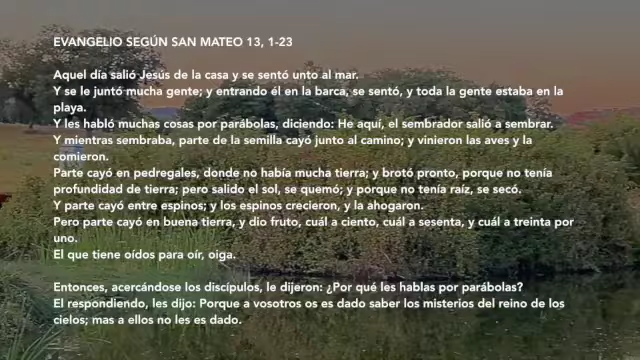 EVANGELIO SEGÚN SAN MATEO 13, 1-23
Aquel día salió Jesús de la casa y se sentó unto al mar.
Y se le juntó mucha gente; y entrando él en la barca, se sentó, y toda la gente estaba en la
playa.
Y les habló muchas cosas por parábolas, diciendo: He aquí, el sembrador salió a sembrar.
Y mientras sembraba, parte de la semilla cayó junto al camino; y vinieron las aves y la
comieron.
Parte cayó en pedregales, donde no había mucha tierra; y brotó pronto, porque no tenía
profundidad de tierra; pero salido el sol, se quemó; y porque no tenía raíz, se secó.
Y parte cayó entre espinos; y los espinos crecieron, y la ahogaron.
Pero parte cayó en buena tierra, y dio fruto, cuál a ciento, cuál a sesenta, y cuál a treinta por
uno.
El que tiene oídos para oír, oiga.
Entonces, acercándose los discípulos, le dijeron: ¿Por qué les hablas por parábolas?
El respondiendo, les dijo: Porque a vosotros os es dado saber los misterios del reino de los
cielos; mas a ellos no les es dado.